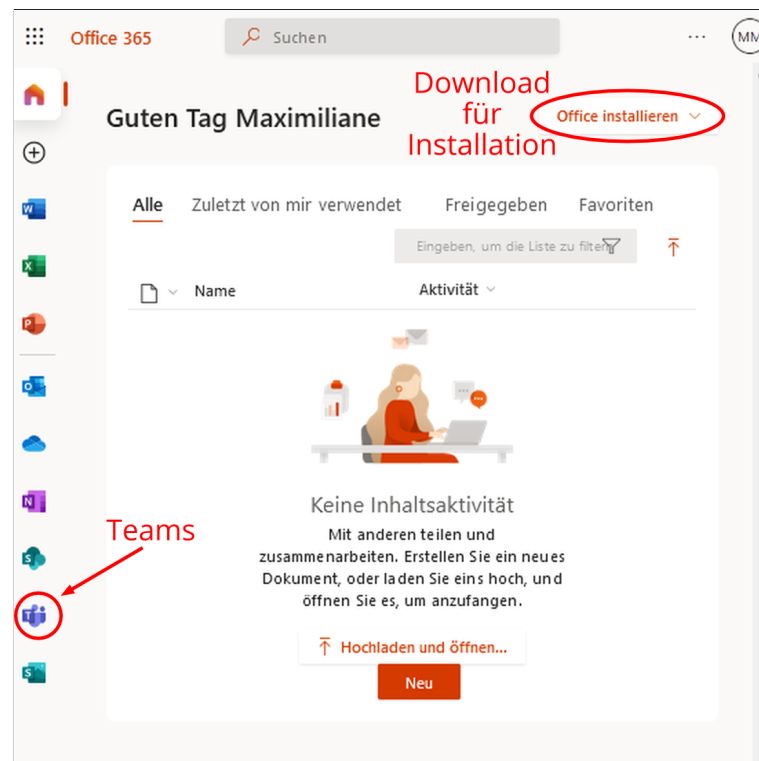 Office 365
Suchen
...
MM
Download
für
Installation
Guten Tag Maximiliane
Office installieren
Alle Zuletzt von mir verwendet Freigegeben Favoriten
Eingeben, um die Liste zu filtern
Name Aktivität
Keine Inhaltsaktivität
Mit anderen teilen und
zusammenarbeiten. Erstellen Sie ein neues
Dokument, oder laden Sie eins hoch, und
öffnen Sie es, um anzufangen.
Teams
Hochladen und öffnen...
Neu